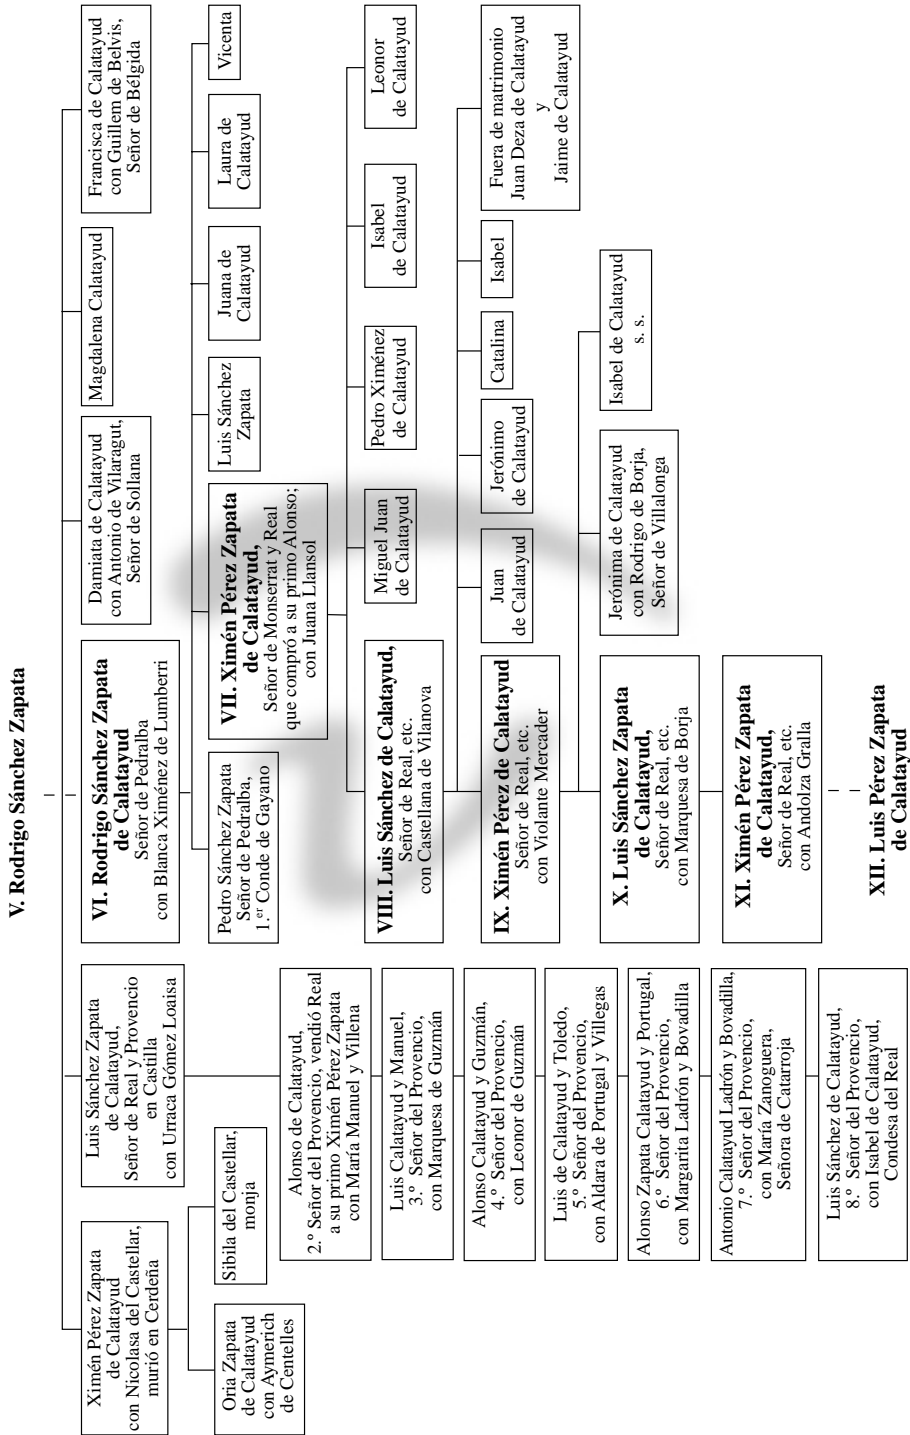 V. Rodrigo Sánchez Zapata
Ximén Pérez Zapata
de Calatayud
con Nicolasa del Castellar,
murió en Cerdeña
Luis Sánchez Zapata
de Calatayud,
Señor de Real y Provencio
en Castilla
con Urraca Gómez Loaisa
VI. Rodrigo Sánchez Zapata
de Calatayud
Señor de Pedralba
con Blanca Ximénez de Lumberri
Damiata de Calatayud
con Antonio de Vilaragut,
Señor de Sollana
Magdalena Calatayud
Francisca de Calatayud
con Guillem de Belvis,
Señor de Bélgida
Oria Zapata
de Calatayud
con Aymerich
de Centelles
Sibila del Castellar,
monja
Pedro Sánchez Zapata
Señor de Pedralba,
1.er Conde de Gayano
VII. Ximén Pérez Zapata
de Calatayud,
Señor de Monserrat y Real
que compró a su primo Alonso;
con Juana Llansol
Luis Sánchez
Zapata
Juana de
Calatayud
Laura de
Calatayud
Vicenta
Alonso de Calatayud,
2.º Señor del Provencio, vendió Real
a su primo Ximén Pérez Zapata
con María Manuel y Villena
VIII. Luis Sánchez de Calatayud,
Señor de Real, etc.
con Castellana de Vilanova
Miguel Juan
de Calatayud
Pedro Ximénez
de Calatayud
Isabel
de Calatayud
Leonor
de Calatayud
Luis Calatayud y Manuel,
3.º Señor del Provencio,
con Marquesa de Guzmán
Alonso Calatayud y Guzmán,
4.º Señor del Provencio,
con Leonor de Guzmán
IX. Ximén Pérez de Calatayud
Señor de Real, etc.
con Violante Mercader
Juan
de Calatayud
Jerónimo
de Calatayud
Catalina
Isabel
Fuera de matrimonio
Juan Deza de Calatayud
y
Jaime de Calatayud
Luis de Calatayud y Toledo,
5.º Señor del Provencio,
con Aldara de Portugal y Villegas
X. Luis Sánchez Zapata
de Calatayud,
Señor de Real, etc.
con Marquesa de Borja
Jerónima de Calatayud
con Rodrigo de Borja,
Señor de Villalonga
Isabel de Calatayud
s. s.
Alonso Zapata Calatayud y Portugal,
6.º Señor del Provencio,
con Margarita Ladrón y Bovadilla
Antonio Calatayud Ladrón y Bovadilla,
7.º Señor del Provencio,
con María Zanoguera,
Señora de Catarroja
XI. Ximén Pérez Zapata
de Calatayud,
Señor de Real, etc.
con Andolza Gralla
Luis Sánchez de Calatayud,
8.º Señor del Provencio,
con Isabel de Calatayud,
Condesa del Real
XII. Luis Pérez Zapata
de Calatayud